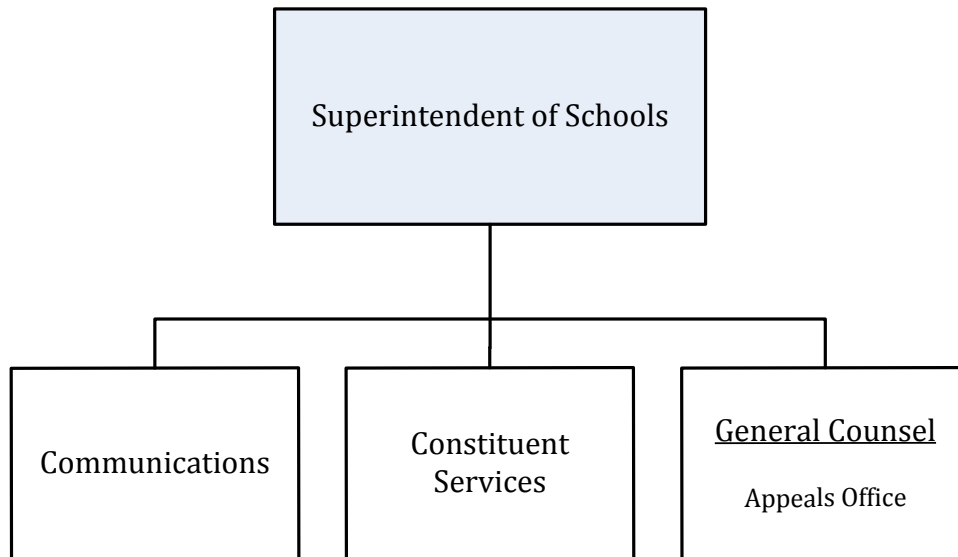 Superintendent of Schools
Communications
Constituent
Services
General Counsel
Appeals Office